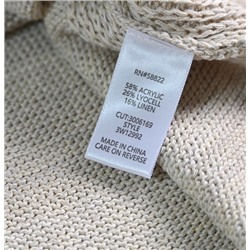 RN#58822
58% ACRYLIC
26% LYOCELL
16% LINEN
CUT:3006169
STYLE
3W12992
MADE IN CHINA
CARE ON REVERSE